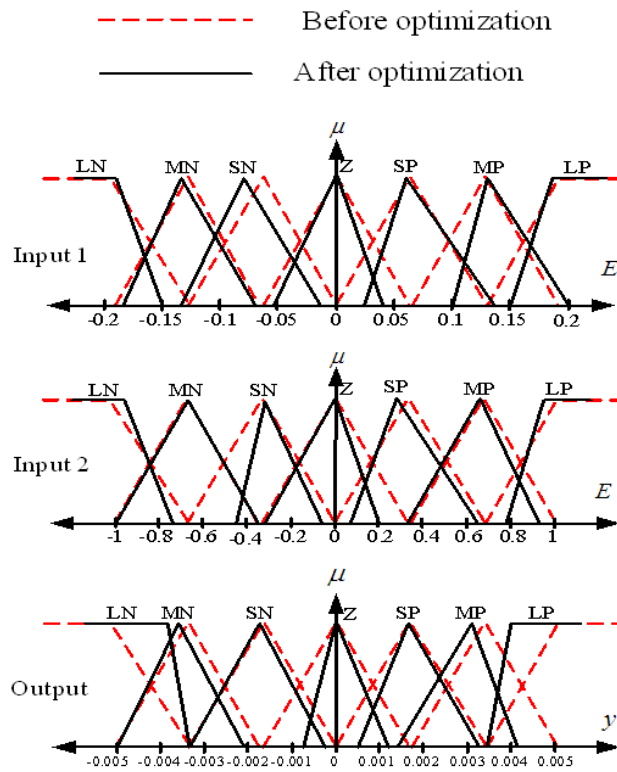 Before optimization
After optimization
μ
LN MN SN Z SP MP LP
Input 1
E
-0.2 -0.15 -0.1 -0.05 0 0.05 0.1 0.15 0.2
μ
LN MN SN Z SP MP LP
Input 2
E
-1 -0.8 -0.6 -0.4 -0.2 0 0.2 0.4 0.6 0.8 1
μ
LN MN SN Z SP MP LP
Output
y
-0.005 -0.004 -0.003 -0.002 -0.001 0 0.001 0.002 0.003 0.004 0.005